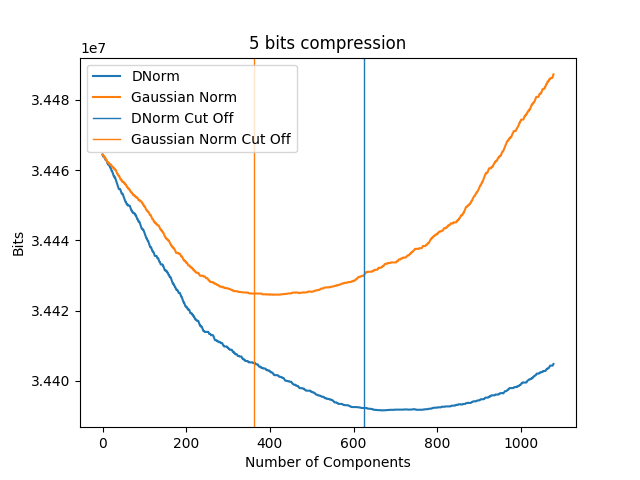 5 bits compression
1e7
DNorm
Gaussian Norm
DNorm Cut Off
Gaussian Norm Cut Off
3.448
3.446
3.444
3.442
3.440
Bits
0 200 400 600 800 1000
Number of Components